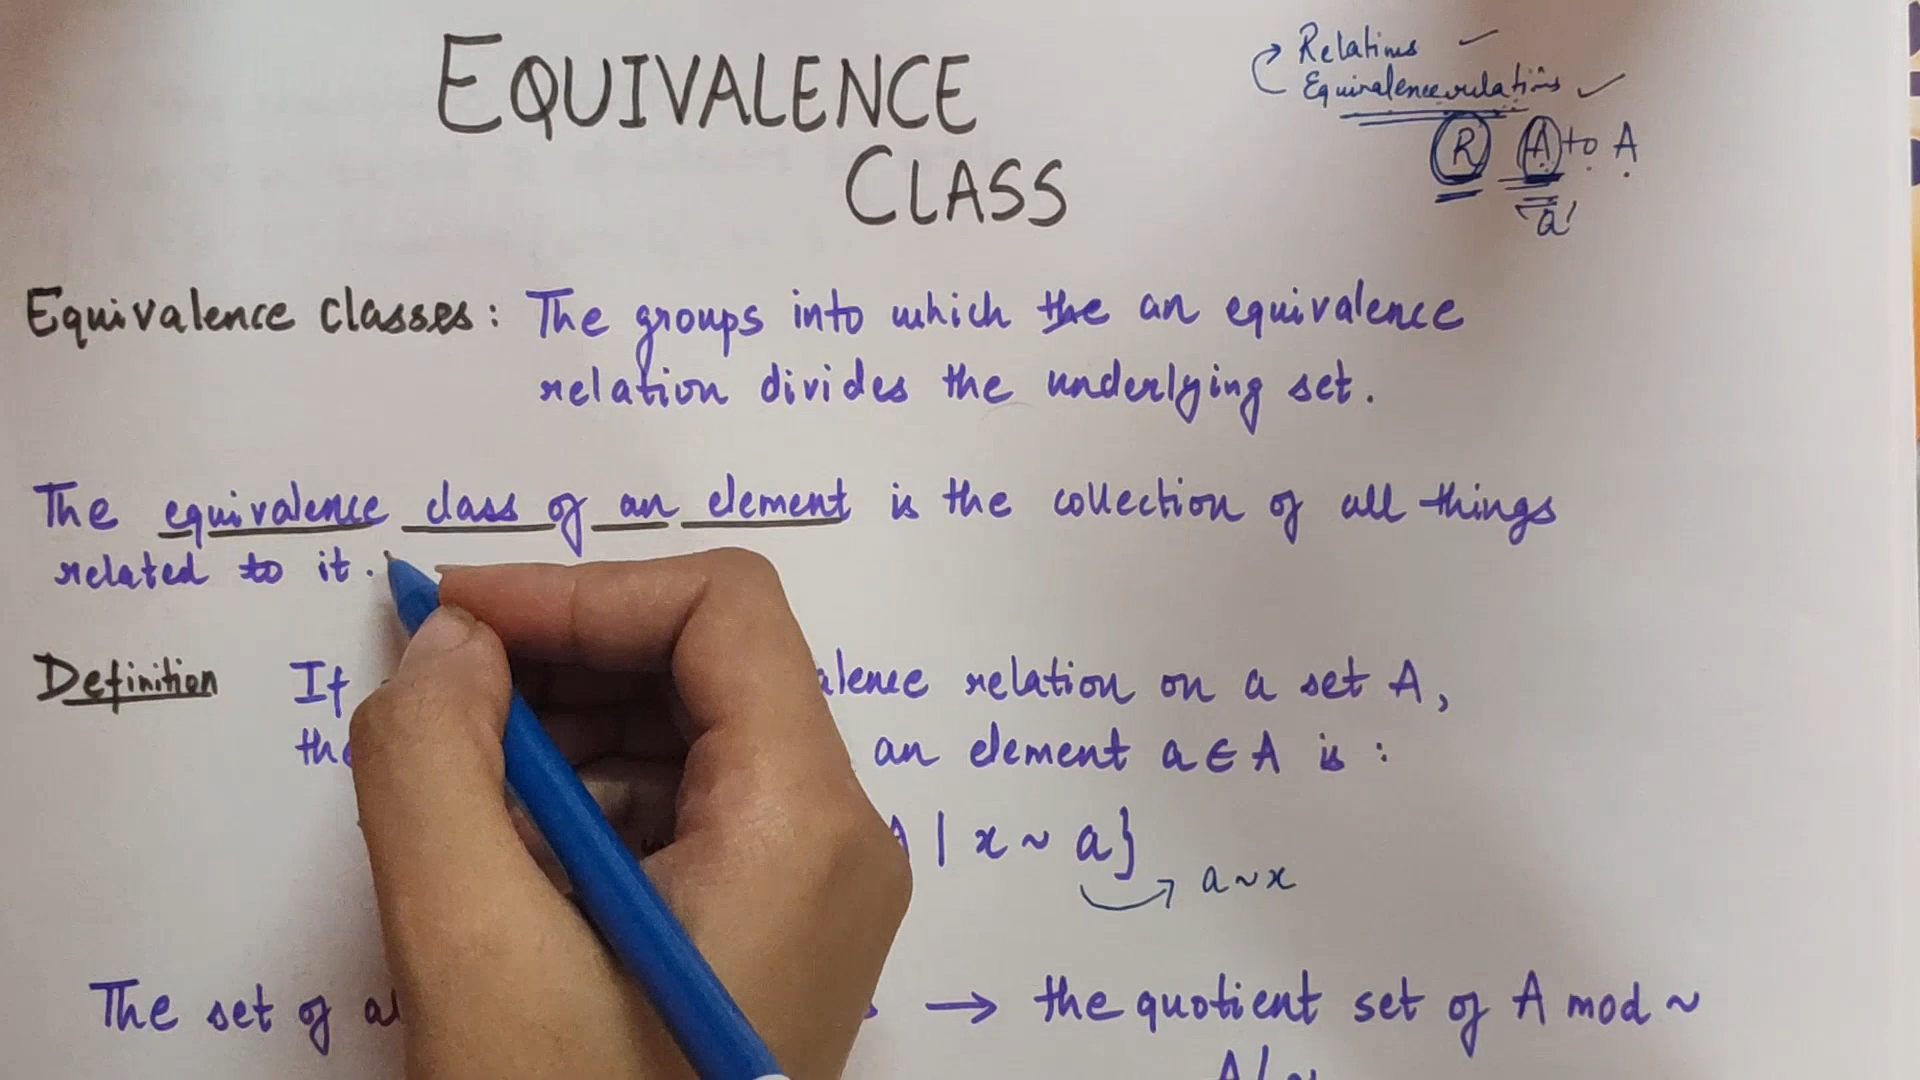 EQUIVALENCE
CLASS
Relations
Equivalence relations
R A to A
a'
Equivalence classes: The groups into which the an equivalence
relation divides the underlying set.
The equivalence class of an element is the collection of all things
related to it.
Definition If alence relation on a set A,
the an element a ∈ A is :
A | x ~ a}
a ~ x
The set of al s → the quotient set of A mod ~
A/~